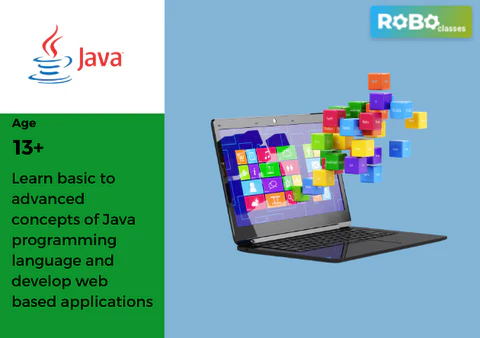 Java
ROBO
classes
Age
13+
Learn basic to
advanced
concepts of Java
programming
language and
develop web
based applications